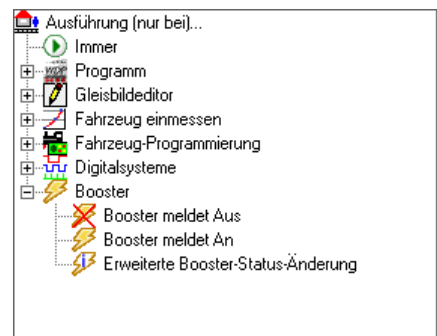 Ausführung (nur bei)...
Immer
Programm
Gleisbildeditor
Fahrzeug einmessen
Fahrzeug-Programmierung
Digitalsysteme
Booster
Booster meldet Aus
Booster meldet An
Erweiterte Booster-Status-Änderung